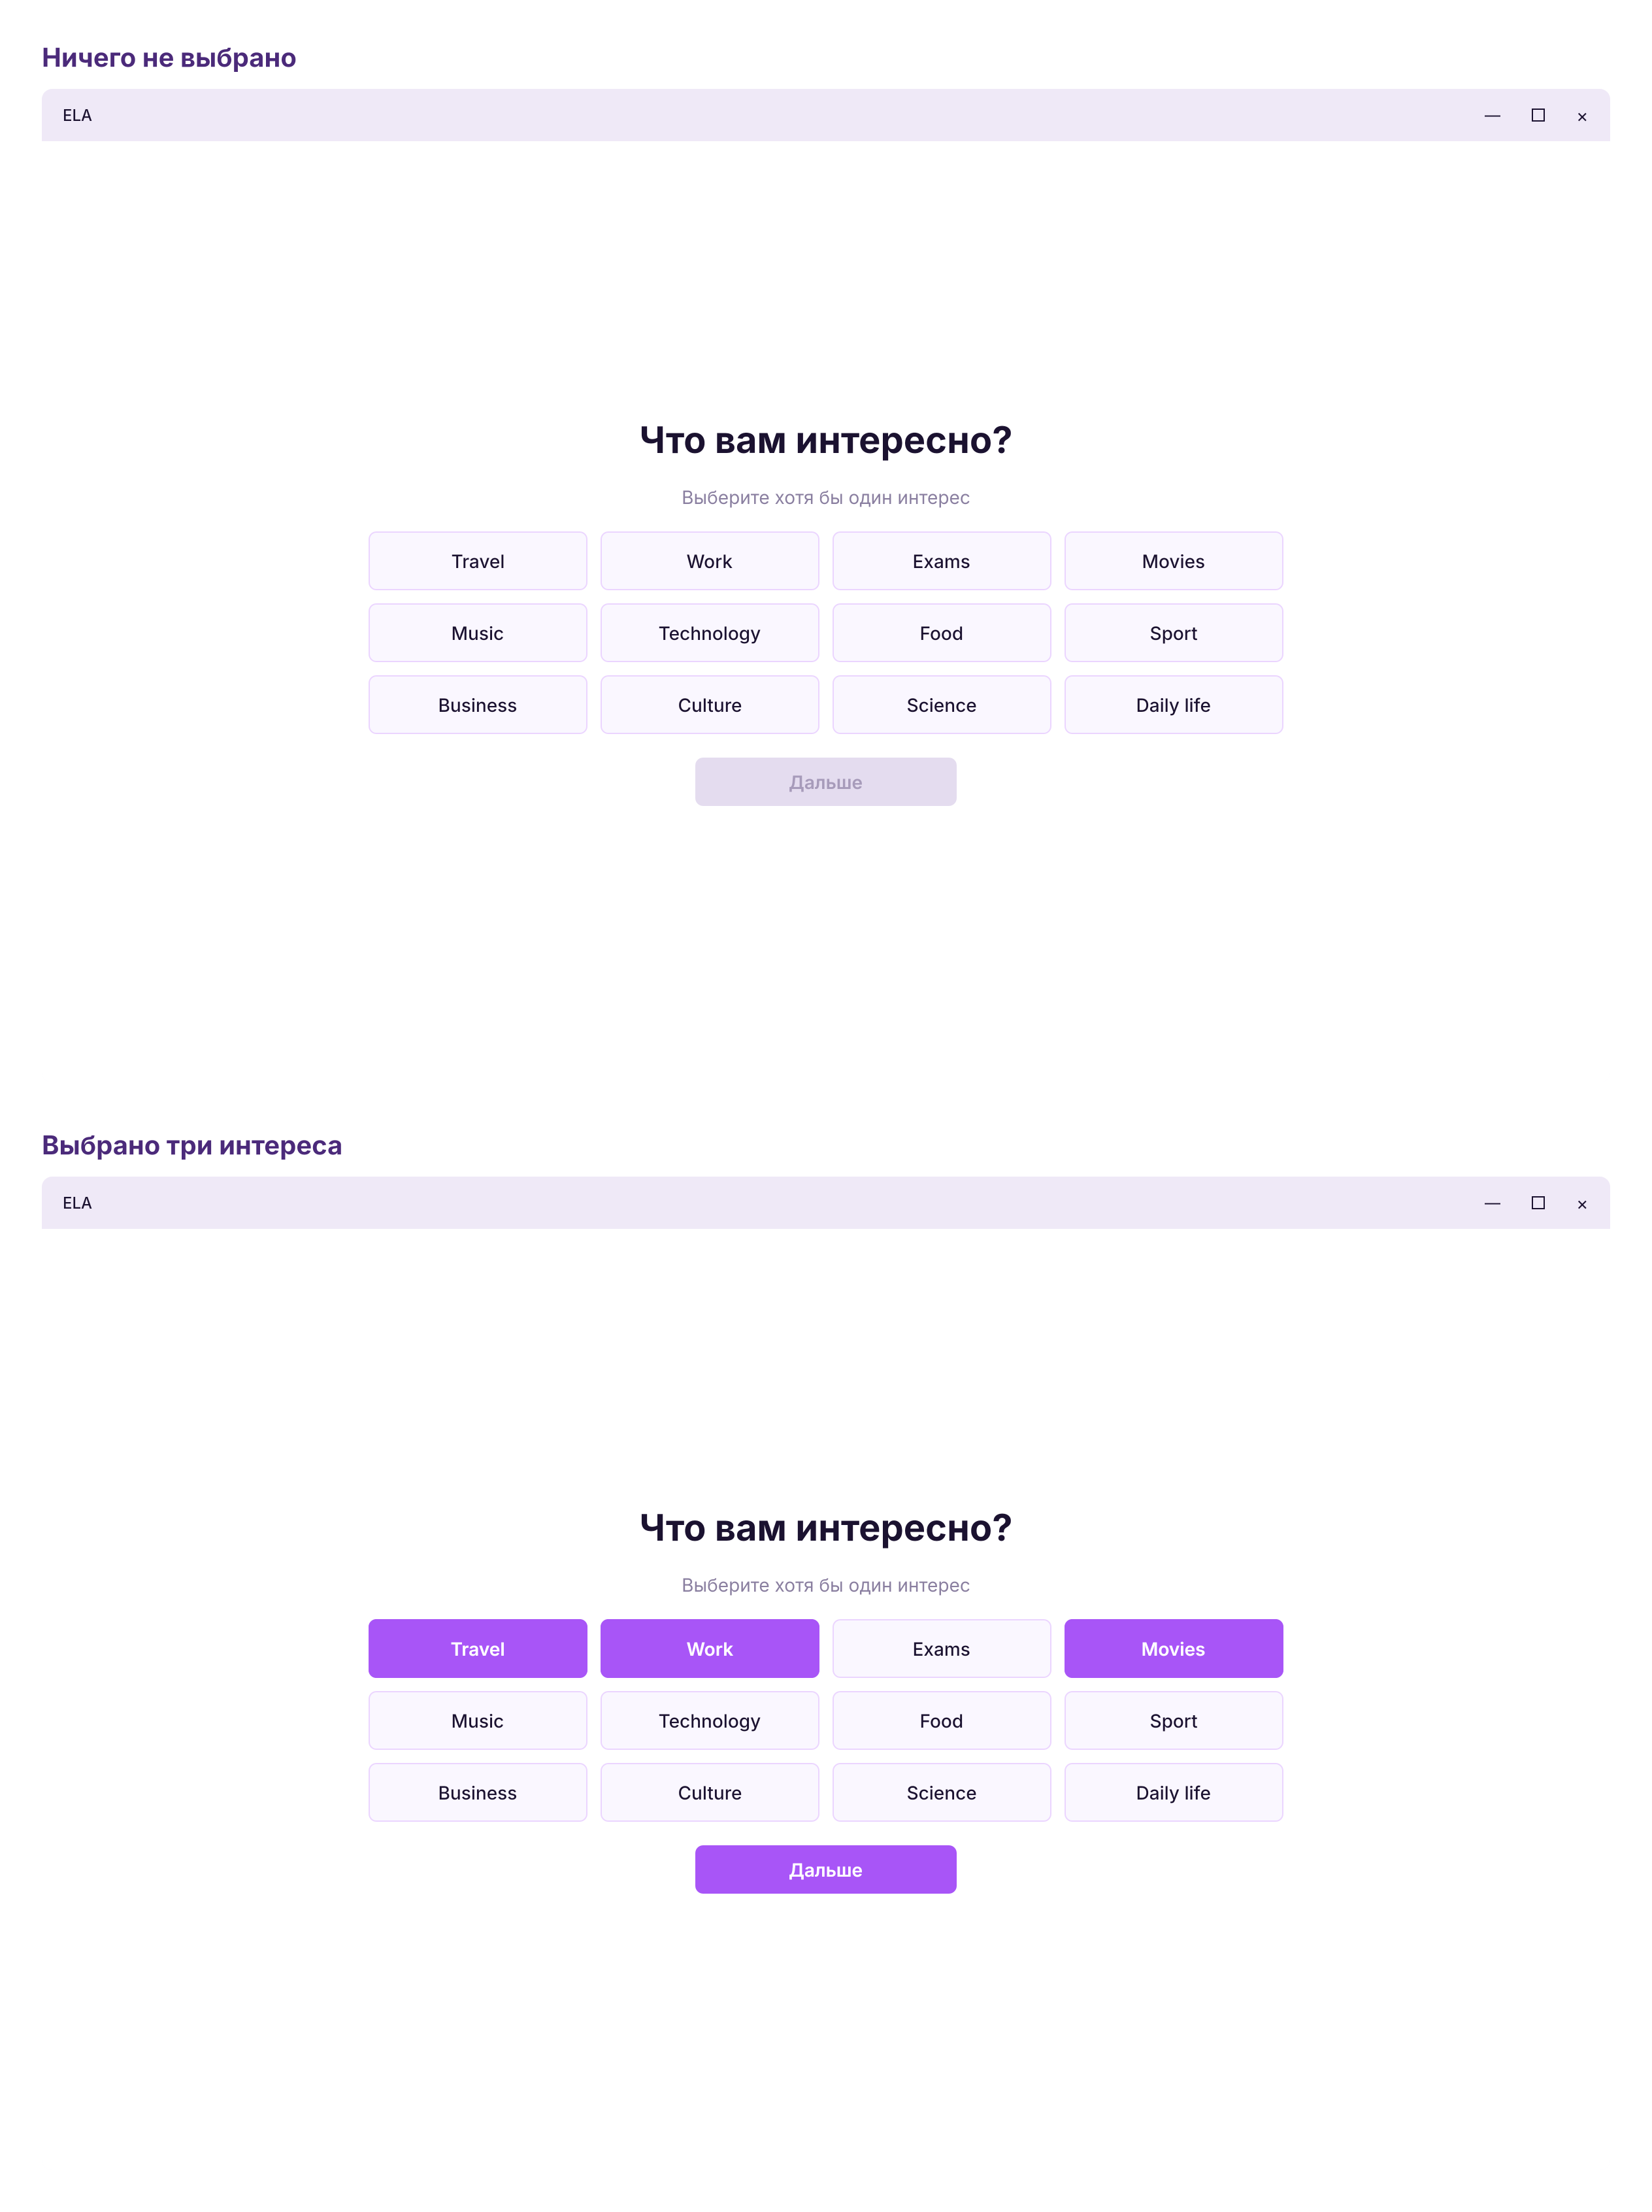 Ничего не выбрано
ELA
Что вам интересно?
Выберите хотя бы один интерес
Travel Work Exams Movies
Music Technology Food Sport
Business Culture Science Daily life
Дальше
Выбрано три интереса
ELA
Что вам интересно?
Выберите хотя бы один интерес
Travel Work Exams Movies
Music Technology Food Sport
Business Culture Science Daily life
Дальше